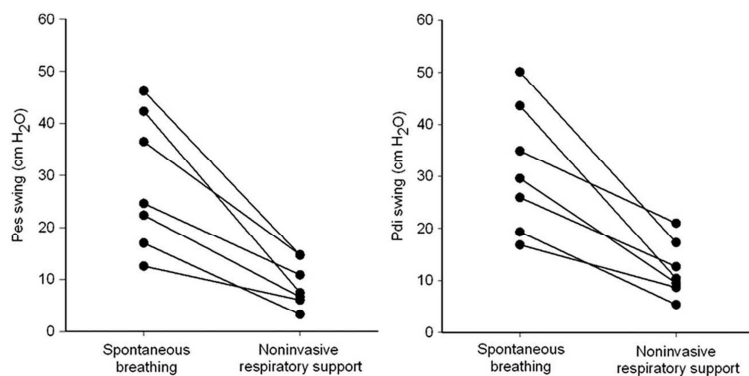 60
50
40
30
20
10
0
Pes swing (cm H₂O)
Spontaneous
breathing
Noninvasive
respiratory support
60
50
40
30
20
10
0
Pdi swing (cm H₂O)
Spontaneous
breathing
Noninvasive
respiratory support